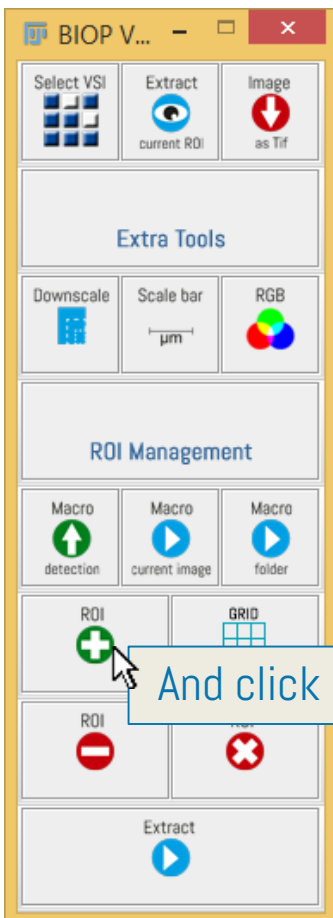 BIOP V...
Select VSI
Extract
current ROI
Image
as Tif
Extra Tools
Downscale
Scale bar
µm
RGB
ROI Management
Macro
detection
Macro
current image
Macro
folder
ROI
GRID
And click
ROI
Extract